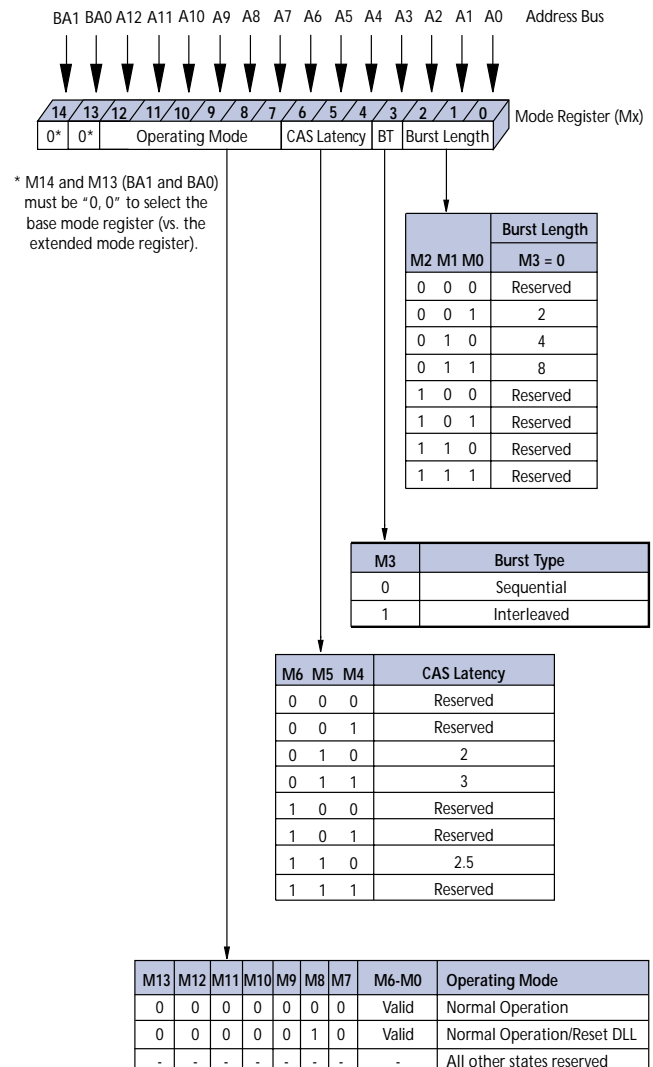 BA1 BA0 A12 A11 A10 A9 A8 A7 A6 A5 A4 A3 A2 A1 A0 Address Bus
14 13 12 11 10 9 8 7 6 5 4 3 2 1 0 Mode Register (Mx)
0* 0* Operating Mode CAS Latency BT Burst Length
* M14 and M13 (BA1 and BA0)
must be "0, 0" to select the
base mode register (vs. the
extended mode register).
Burst Length
M2 M1 M0 M3 = 0
0 0 0 Reserved
0 0 1 2
0 1 0 4
0 1 1 8
1 0 0 Reserved
1 0 1 Reserved
1 1 0 Reserved
1 1 1 Reserved
M3 Burst Type
0 Sequential
1 Interleaved
M6 M5 M4 CAS Latency
0 0 0 Reserved
0 0 1 Reserved
0 1 0 2
0 1 1 3
1 0 0 Reserved
1 0 1 Reserved
1 1 0 2.5
1 1 1 Reserved
M13 M12 M11 M10 M9 M8 M7 M6-M0 Operating Mode
0 0 0 0 0 0 0 Valid Normal Operation
0 0 0 0 0 1 0 Valid Normal Operation/Reset DLL
- - - - - - - - All other states reserved